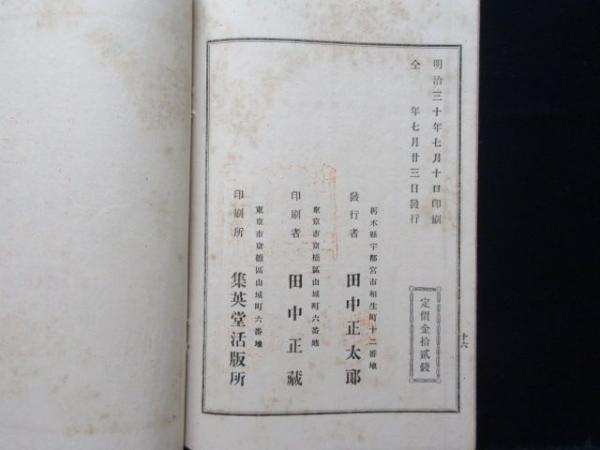 明治三十年七月十日印刷
全　年七月廿三日發行
定價金拾貳錢
十六
栃木縣宇都宮市相生町十二番地
發行者　田中正太郎
東京市京橋區山城町六番地
印刷者　田中正藏
東京市京橋區山城町六番地
印刷所　集英堂活版所